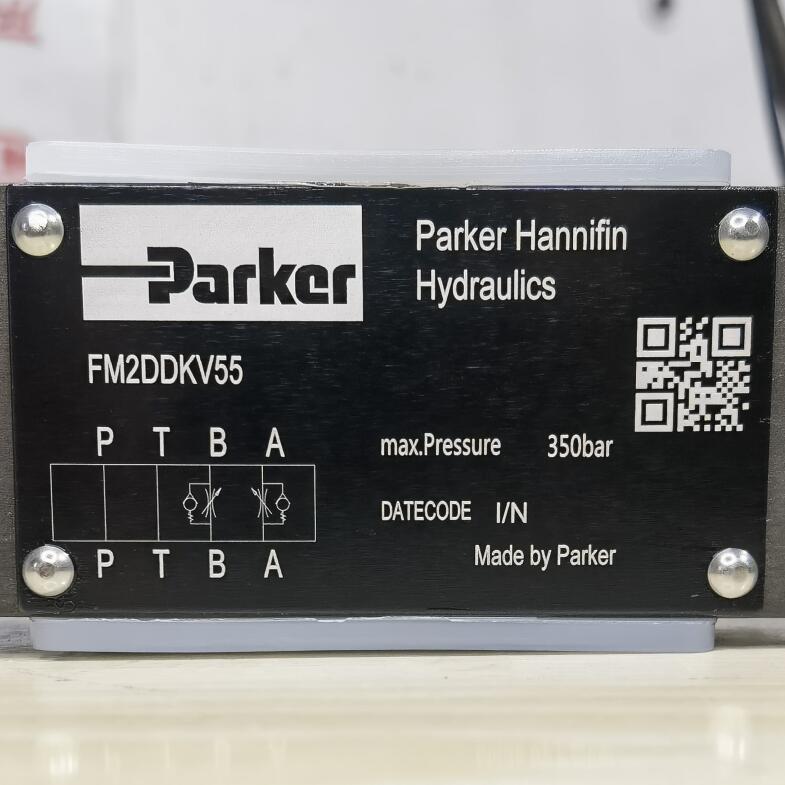 Parker
Parker Hannifin
Hydraulics
FM2DDKV55
P T B A
max.Pressure 350bar
DATECODE I/N
P T B A
Made by Parker